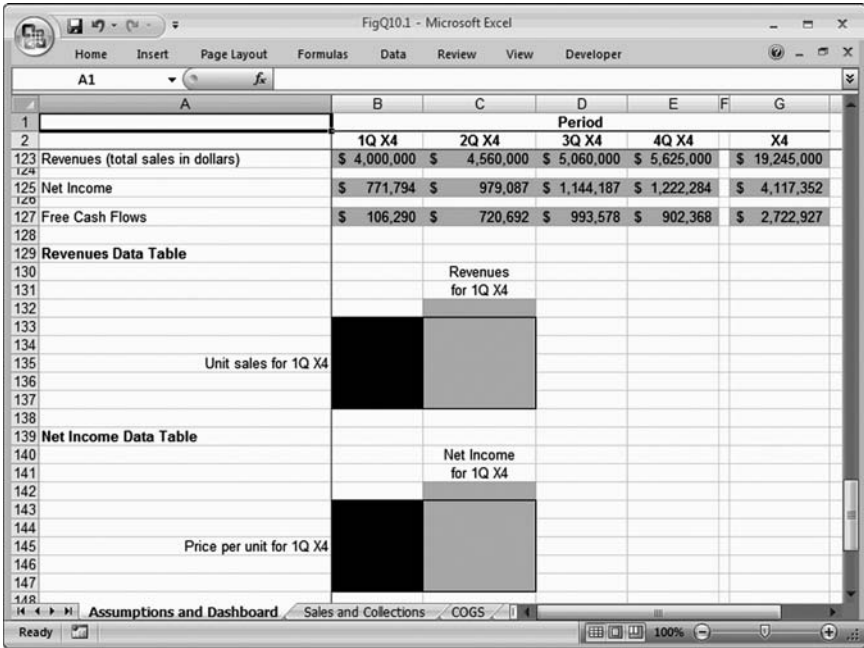 FigQ10.1 - Microsoft Excel
Home Insert Page Layout Formulas Data Review View Developer
A1 fx
A B C D E F G
1 Period
2 1Q X4 2Q X4 3Q X4 4Q X4 X4
123 Revenues (total sales in dollars) $ 4,000,000 $ 4,560,000 $ 5,060,000 $ 5,625,000 $ 19,245,000
124
125 Net Income $ 771,794 $ 979,087 $ 1,144,187 $ 1,222,284 $ 4,117,352
126
127 Free Cash Flows $ 106,290 $ 720,692 $ 993,578 $ 902,368 $ 2,722,927
128
129 Revenues Data Table
130 Revenues
131 for 1Q X4
132
133
134
135 Unit sales for 1Q X4
136
137
138
139 Net Income Data Table
140 Net Income
141 for 1Q X4
142
143
144
145 Price per unit for 1Q X4
146
147
148
Assumptions and Dashboard Sales and Collections COGS
Ready 100%